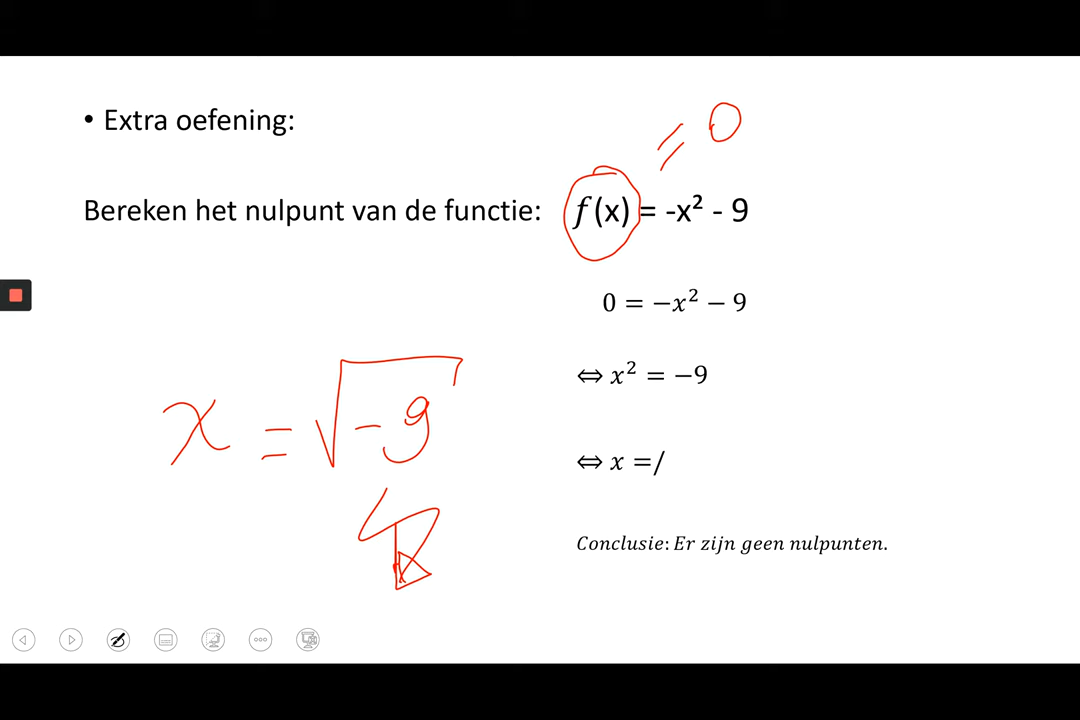 • Extra oefening:
= 0
Bereken het nulpunt van de functie: f(x) = -x² - 9
0 = −x² − 9
⇔ x² = −9
x = √-9
⇔ x =/
Conclusie: Er zijn geen nulpunten.